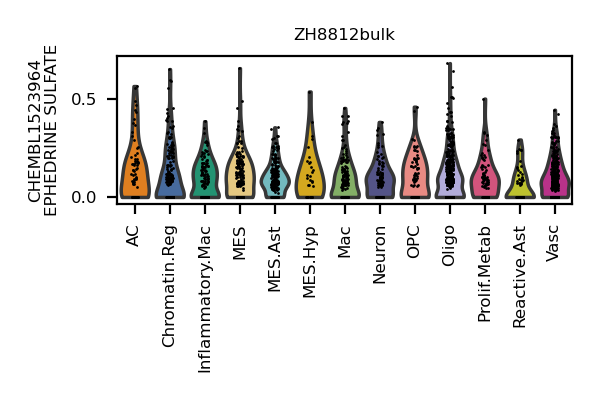 ZH8812bulk
CHEMBL1523964
EPHEDRINE SULFATE
0.5
0.0
AC
Chromatin.Reg
Inflammatory.Mac
MES
MES.Ast
MES.Hyp
Mac
Neuron
OPC
Oligo
Prolif.Metab
Reactive.Ast
Vasc